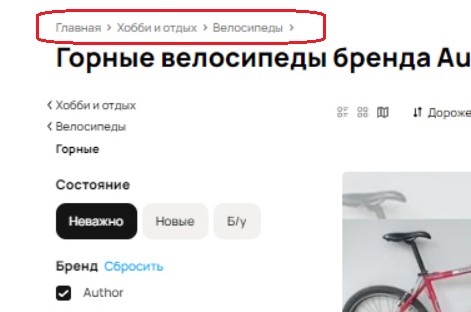 Главная > Хобби и отдых > Велосипеды >
Горные велосипеды бренда Au
< Хобби и отдых
< Велосипеды
Горные
↓↑ Дороже
Состояние
Неважно Новые Б/у
Бренд Сбросить
Author